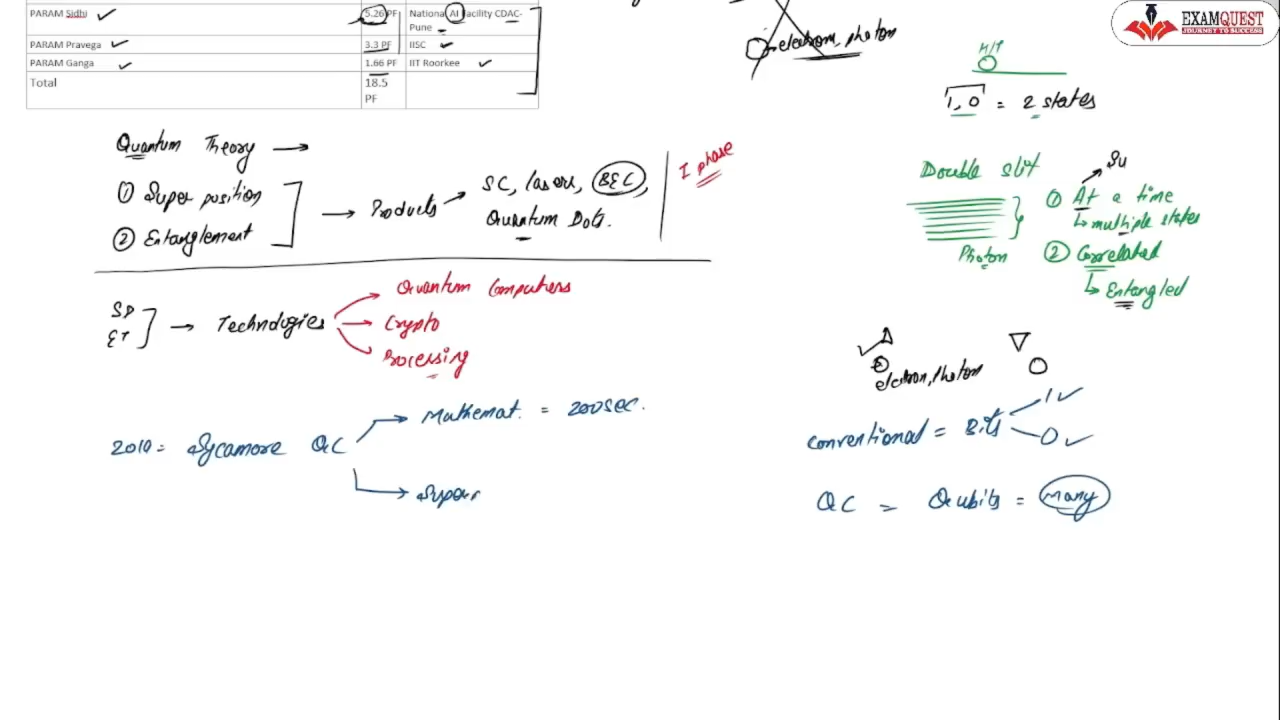 PARAM Sidhi 5.26 PF National AI facility CDAC-
Pune
PARAM Pravega 3.3 PF IISC
PARAM Ganga 1.66 PF IIT Roorkee
Total 18.5
PF
EXAMQUEST
JOURNEY TO SUCCESS
electron, photon
1, 0 = 2 states
Quantum Theory →
① Super position
② Entanglement
→ Products → SC, lasers, BEC,
Quantum Dots.
I phase
Double slit
Photon
Su
① At a time
↳ multiple states
② Correlated
↳ Entangled
SP
ET
→ Technologies
Quantum Computers
→ Crypto
Processing
electron, Photon
2019 = Sycamore QC
Mathemat. = 200sec.
Conventional = Bits
1
0
QC = Qubits = many